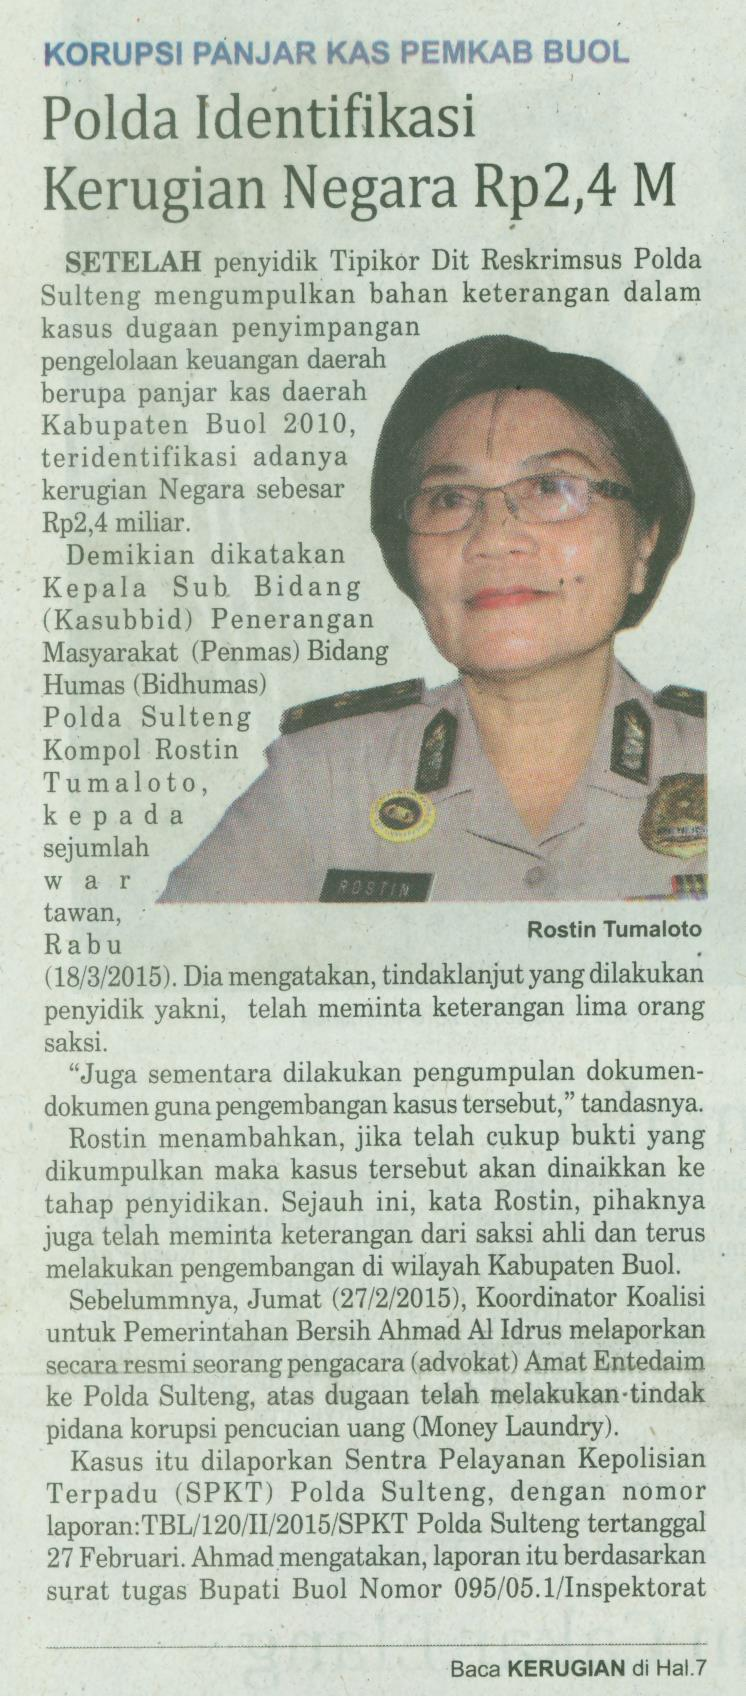 KORUPSI PANJAR KAS PEMKAB BUOL
Polda Identifikasi
Kerugian Negara Rp2,4 M
SETELAH penyidik Tipikor Dit Reskrimsus Polda
Sulteng mengumpulkan bahan keterangan dalam
kasus dugaan penyimpangan
pengelolaan keuangan daerah
berupa panjar kas daerah
Kabupaten Buol 2010,
teridentifikasi adanya
kerugian Negara sebesar
Rp2,4 miliar.
Demikian dikatakan
Kepala Sub Bidang
(Kasubbid) Penerangan
Masyarakat (Penmas) Bidang
Humas (Bidhumas)
Polda Sulteng
Kompol Rostin
Tumaloto,
kepada
sejumlah
war
tawan,
Rabu
ROSTIN
Rostin Tumaloto
(18/3/2015). Dia mengatakan, tindaklanjut yang dilakukan
penyidik yakni, telah meminta keterangan lima orang
saksi.
“Juga sementara dilakukan pengumpulan dokumen-
dokumen guna pengembangan kasus tersebut,” tandasnya.
Rostin menambahkan, jika telah cukup bukti yang
dikumpulkan maka kasus tersebut akan dinaikkan ke
tahap penyidikan. Sejauh ini, kata Rostin, pihaknya
juga telah meminta keterangan dari saksi ahli dan terus
melakukan pengembangan di wilayah Kabupaten Buol.
Sebelummnya, Jumat (27/2/2015), Koordinator Koalisi
untuk Pemerintahan Bersih Ahmad Al Idrus melaporkan
secara resmi seorang pengacara (advokat) Amat Entedaim
ke Polda Sulteng, atas dugaan telah melakukan tindak
pidana korupsi pencucian uang (Money Laundry).
Kasus itu dilaporkan Sentra Pelayanan Kepolisian
Terpadu (SPKT) Polda Sulteng, dengan nomor
laporan:TBL/120/II/2015/SPKT Polda Sulteng tertanggal
27 Februari. Ahmad mengatakan, laporan itu berdasarkan
surat tugas Bupati Buol Nomor 095/05.1/Inspektorat
Baca KERUGIAN di Hal.7